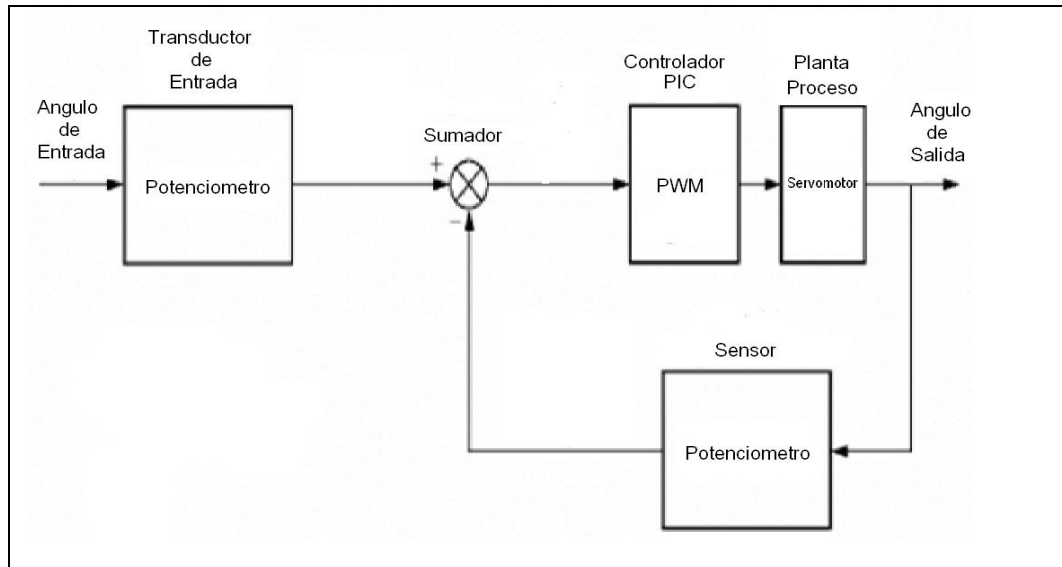 Transductor
de
Entrada
Angulo
de
Entrada
Potenciometro
Sumador
+
−
Controlador
PIC
PWM
Planta
Proceso
Servomotor
Angulo
de
Salida
Sensor
Potenciometro